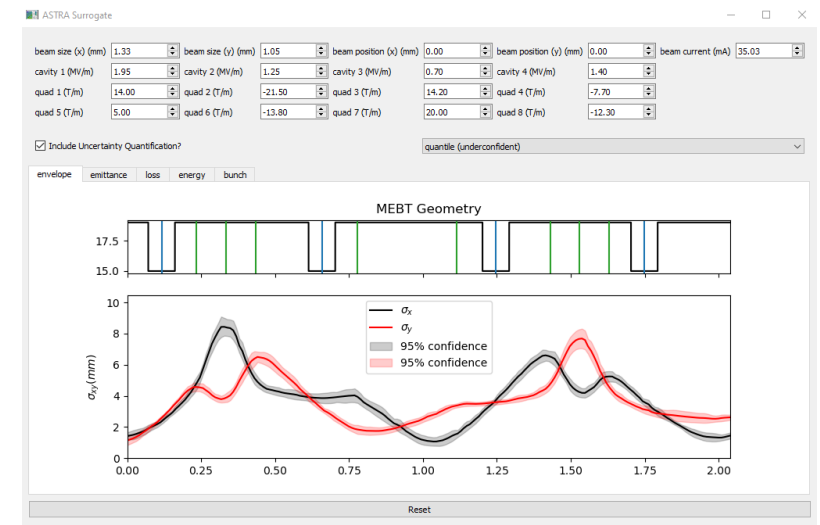 ASTRA Surrogate
beam size (x) (mm) 1.33 beam size (y) (mm) 1.05 beam position (x) (mm) 0.00 beam position (y) (mm) 0.00 beam current (mA) 35.03
cavity 1 (MV/m) 1.95 cavity 2 (MV/m) 1.25 cavity 3 (MV/m) 0.70 cavity 4 (MV/m) 1.40
quad 1 (T/m) 14.00 quad 2 (T/m) -21.50 quad 3 (T/m) 14.20 quad 4 (T/m) -7.70
quad 5 (T/m) 5.00 quad 6 (T/m) -13.80 quad 7 (T/m) 20.00 quad 8 (T/m) -12.30
Include Uncertainty Quantification? quantile (underconfident)
envelope emittance loss energy bunch
MEBT Geometry
17.5
15.0
10
8
6
4
2
0
σxy(mm)
σx
σy
95% confidence
95% confidence
0.00 0.25 0.50 0.75 1.00 1.25 1.50 1.75 2.00
Reset